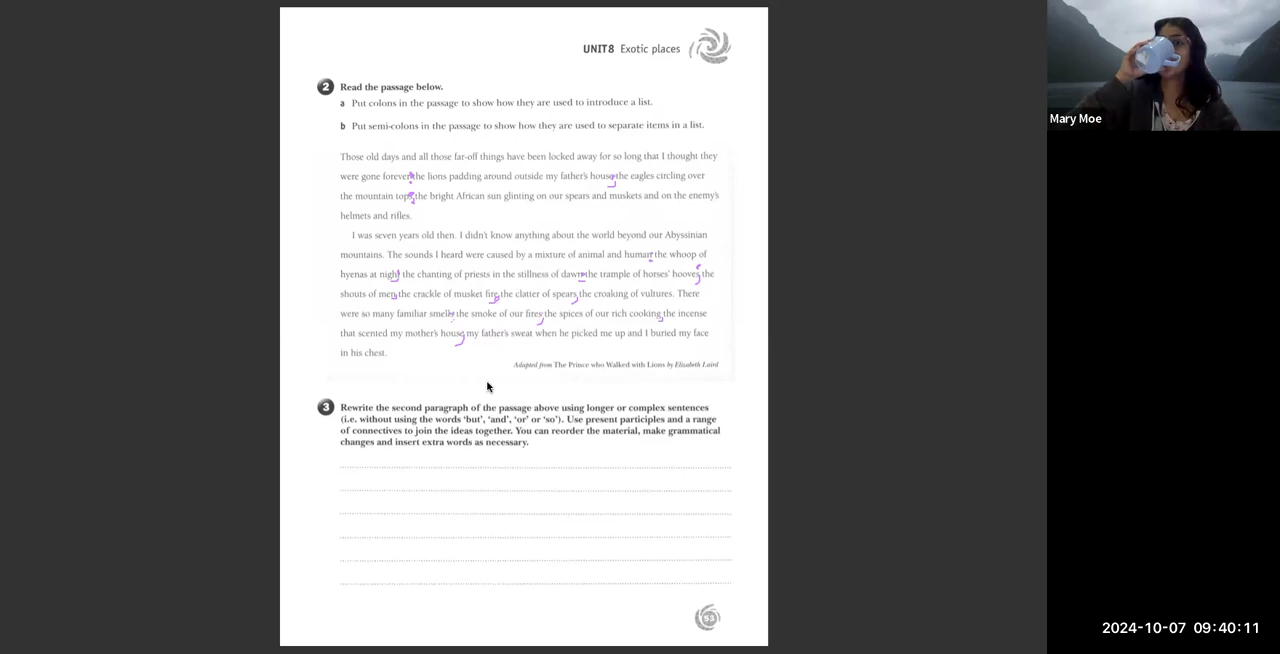 UNIT 8 Exotic places
2 Read the passage below.
a Put colons in the passage to show how they are used to introduce a list.
b Put semi-colons in the passage to show how they are used to separate items in a list.
Those old days and all those far-off things have been locked away for so long that I thought they
were gone forever: the lions padding around outside my father's house; the eagles circling over
the mountain tops; the bright African sun glinting on our spears and muskets and on the enemy's
helmets and rifles.
I was seven years old then. I didn't know anything about the world beyond our Abyssinian
mountains. The sounds I heard were caused by a mixture of animal and human: the whoop of
hyenas at night; the chanting of priests in the stillness of dawn; the trample of horses' hooves; the
shouts of men; the crackle of musket fire; the clatter of spears; the croaking of vultures. There
were so many familiar smells: the smoke of our fires; the spices of our rich cooking; the incense
that scented my mother's house; my father's sweat when he picked me up and I buried my face
in his chest.
Adapted from The Prince who Walked with Lions by Elizabeth Laird
3 Rewrite the second paragraph of the passage above using longer or complex sentences
(i.e. without using the words 'but', 'and', 'or' or 'so'). Use present participles and a range
of connectives to join the ideas together. You can reorder the material, make grammatical
changes and insert extra words as necessary.
53
Mary Moe
2024-10-07 09:40:11